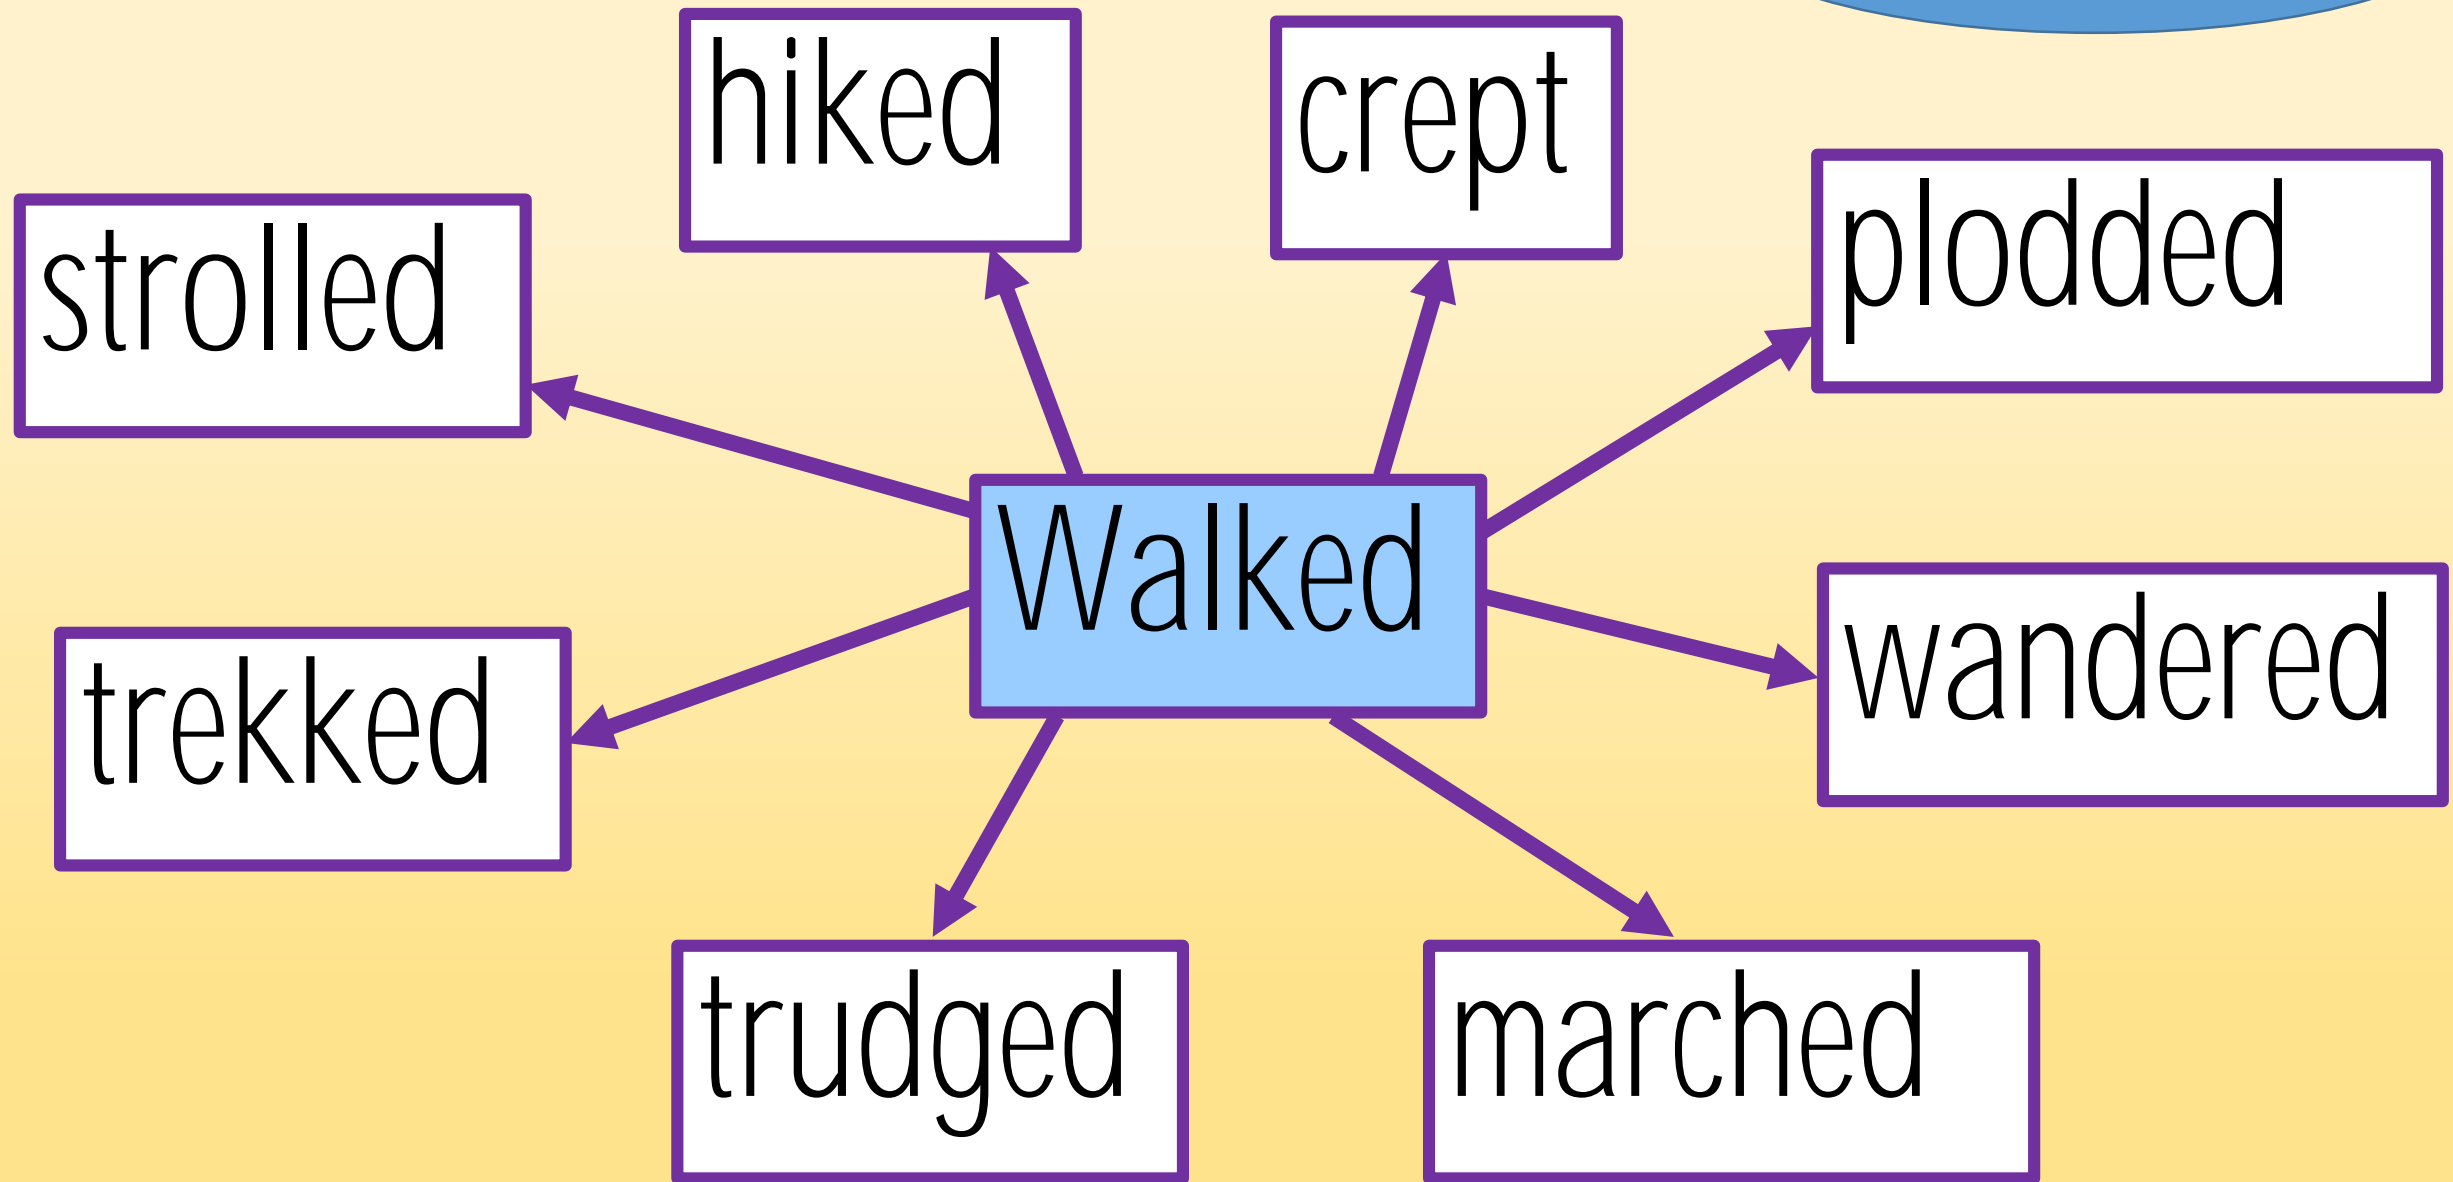 hiked
crept
plodded
strolled
Walked
wandered
trekked
trudged
marched